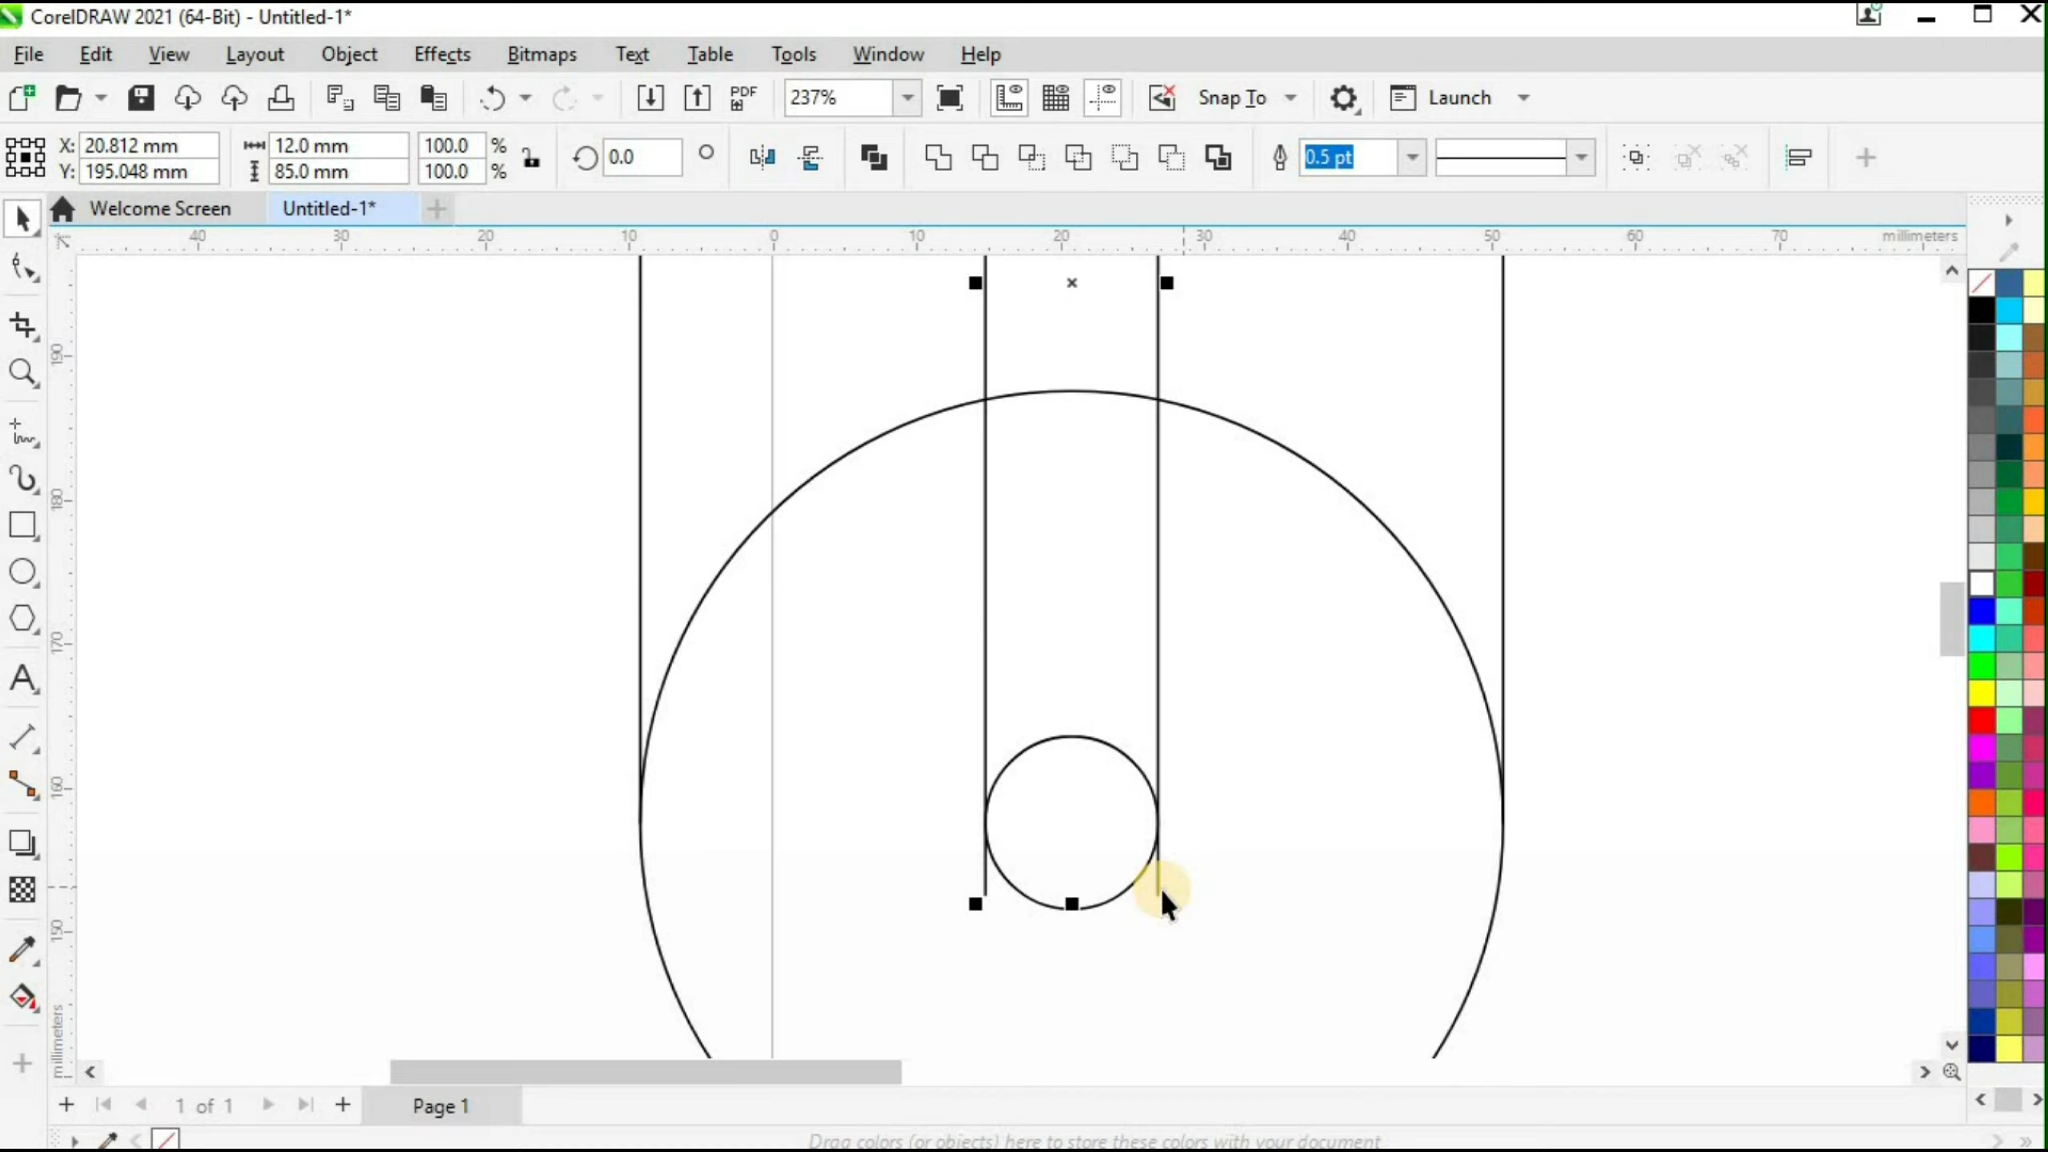 CorelDRAW 2021 (64-Bit) - Untitled-1*
File Edit View Layout Object Effects Bitmaps Text Table Tools Window Help
PDF 237% Snap To Launch
X: 20.812 mm 12.0 mm 100.0 % 0.0 ° 0.5 pt
Y: 195.048 mm 85.0 mm 100.0 %
Welcome Screen Untitled-1*
40 30 20 10 0 10 20 30 40 50 60 70 millimeters
190
180
170
160
150
millimeters
1 of 1 Page 1
Drag colors (or objects) here to store these colors with your document